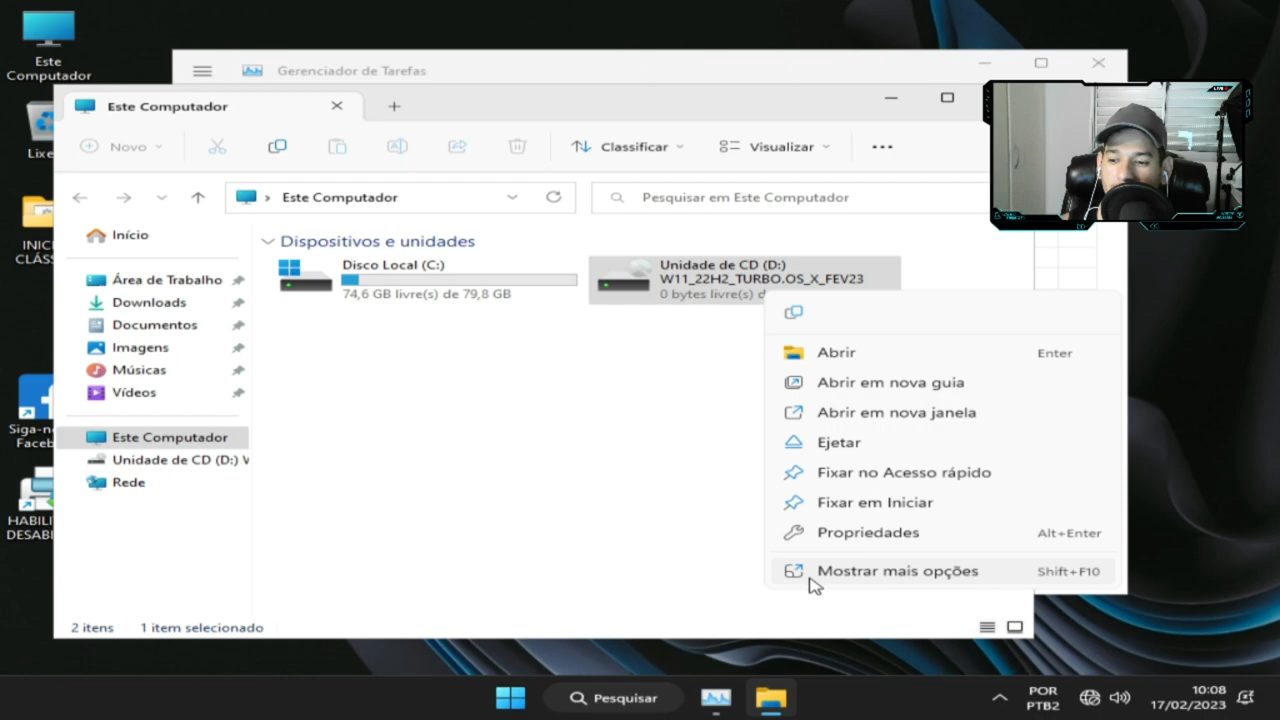 Este
Computador
Gerenciador de Tarefas
Este Computador
LIVE
Novo
Classificar
Visualizar
Este Computador
Pesquisar em Este Computador
Início
Área de Trabalho
Downloads
Documentos
Imagens
Músicas
Vídeos
Este Computador
Unidade de CD (D:) W
Rede
Dispositivos e unidades
Disco Local (C:)
74,6 GB livre(s) de 79,8 GB
Unidade de CD (D:)
W11_22H2_TURBO.OS_X_FEV23
0 bytes livre(s) d
Abrir Enter
Abrir em nova guia
Abrir em nova janela
Ejetar
Fixar no Acesso rápido
Fixar em Iniciar
Propriedades Alt+Enter
Mostrar mais opções Shift+F10
2 itens 1 item selecionado
Lixe
INIC
CLÁSS
Siga-n
Faceb
HABILI
DESABI
Pesquisar
POR
PTB2
10:08
17/02/2023